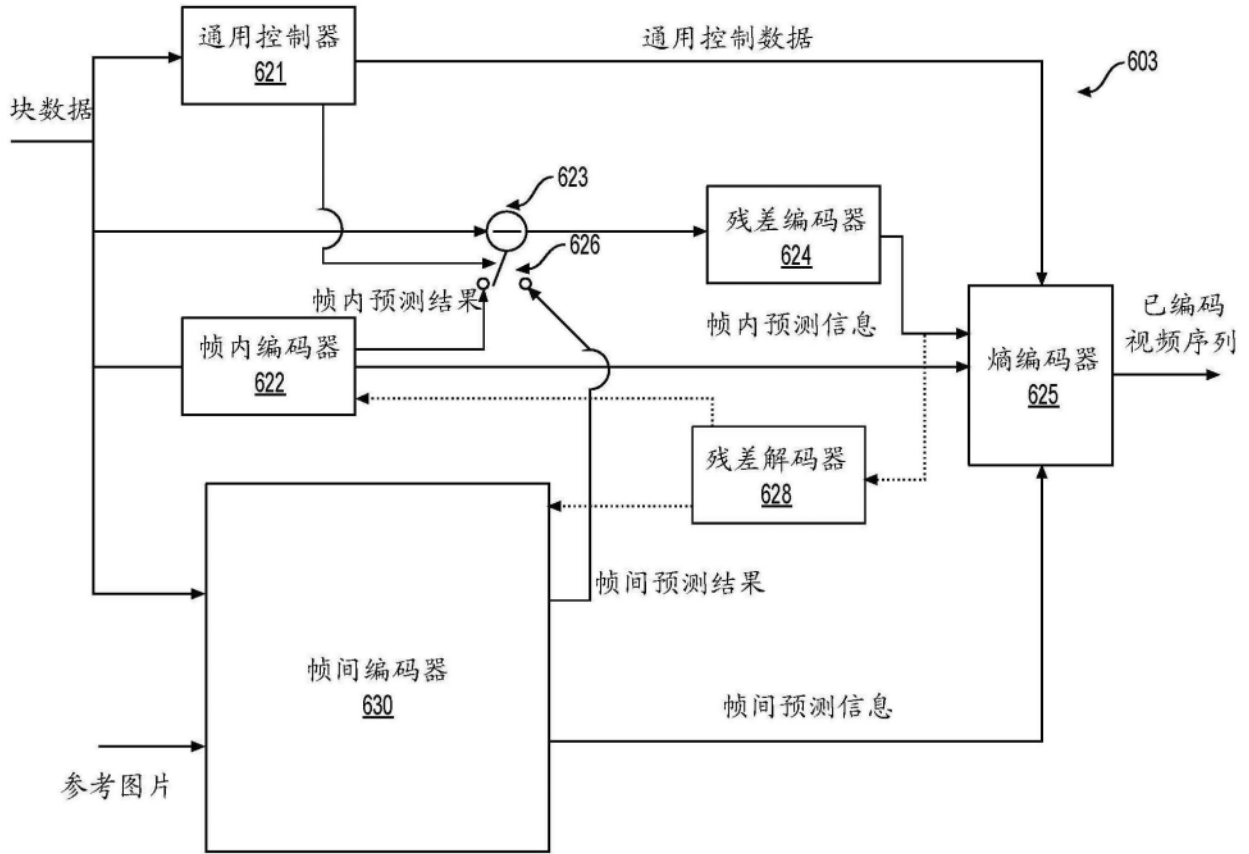 通用控制器
621
通用控制数据
603
块数据
623
残差编码器
624
626
帧内预测结果
帧内预测信息
已编码
视频序列
帧内编码器
622
熵编码器
625
残差解码器
628
帧间预测结果
帧间编码器
630
帧间预测信息
参考图片